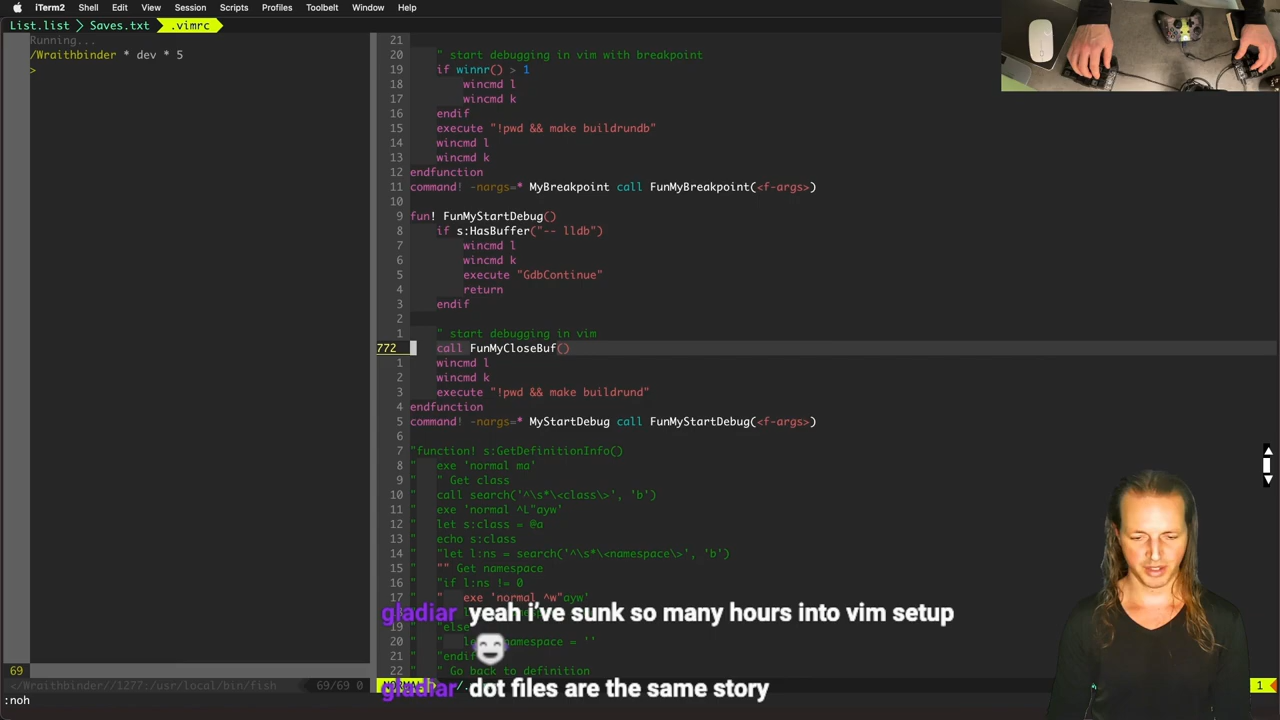 iTerm2 Shell Edit View Session Scripts Profiles Toolbelt Window Help
List.list Saves.txt .vimrc
Running...
/Wraithbinder * dev * 5
>
69
</Wraithbinder//1277:/usr/local/bin/fish 69/69 0
:noh
21
20 " start debugging in vim with breakpoint
19 if winnr() > 1
18 wincmd l
17 wincmd k
16 endif
15 execute "!pwd && make buildrundb"
14 wincmd l
13 wincmd k
12 endfunction
11 command! -nargs=* MyBreakpoint call FunMyBreakpoint(<f-args>)
10
9 fun! FunMyStartDebug()
8 if s:HasBuffer("-- lldb")
7 wincmd l
6 wincmd k
5 execute "GdbContinue"
4 return
3 endif
2
1 " start debugging in vim
772 call FunMyCloseBuf()
1 wincmd l
2 wincmd k
3 execute "!pwd && make buildrund"
4 endfunction
5 command! -nargs=* MyStartDebug call FunMyStartDebug(<f-args>)
6
7 "function! s:GetDefinitionInfo()
8 " exe 'normal ma'
9 " " Get class
10 " call search('^\s*\<class\>', 'b')
11 " exe 'normal ^L"ayw'
12 " let s:class = @a
13 " echo s:class
14 " "let l:ns = search('^\s*\<namespace\>', 'b')
15 " "" Get namespace
16 " "if l:ns != 0
17 " " exe 'normal ^w"ayw'
gladiar yeah i've sunk so many hours into vim setup
19 " "else
20 namespace = ''
21 " "endif
22 " " Go back to definition
gladiar dot files are the same story
1